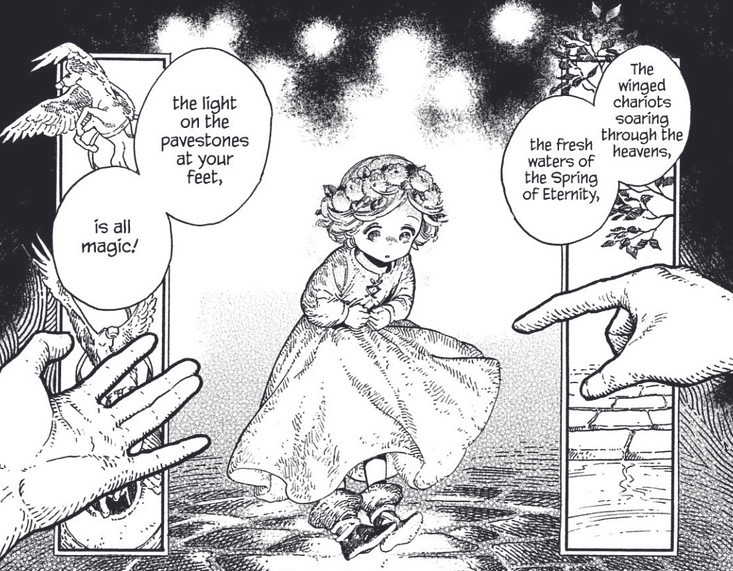 The
winged
chariots
soaring
through the
heavens,
the fresh
waters of
the Spring
of Eternity,
the light
on the
pavestones
at your
feet,
is all
magic!